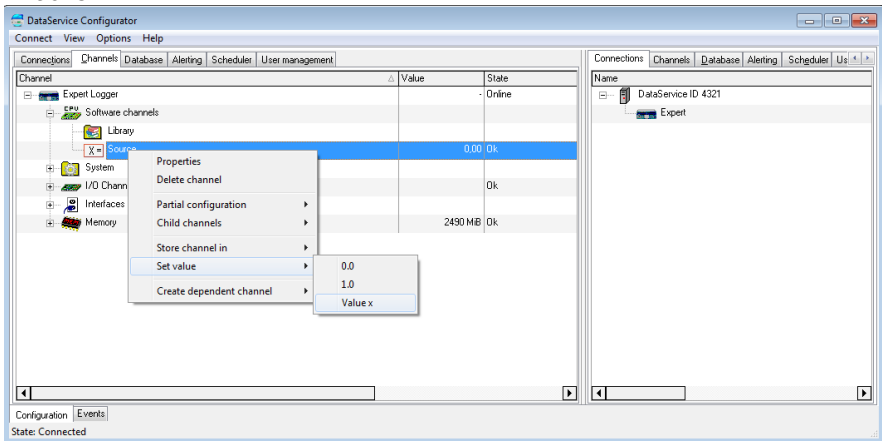 DataService Configurator
Connect View Options Help
Connections Channels Database Alerting Scheduler User management
Channel Value State
Expert Logger - Online
Software channels
Library
X = Source 0,00 Ok
System
I/O Chann Ok
Interfaces
Memory 2490 MiB Ok
Properties
Delete channel
Partial configuration
Child channels
Store channel in
Set value
Create dependent channel
0.0
1.0
Value x
Connections Channels Database Alerting Scheduler Us
Name
DataService ID 4321
Expert
Configuration Events
State: Connected